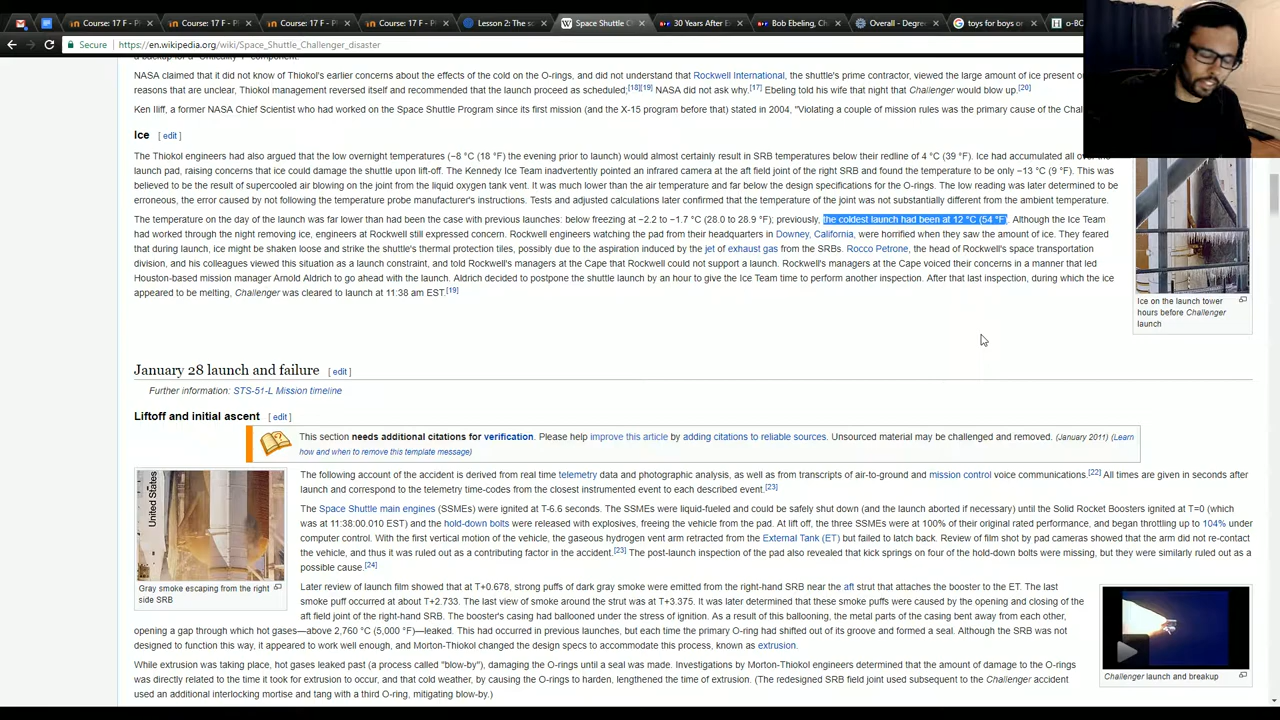 Course: 17 F - P
Course: 17 F - P
Course: 17 F - P
Course: 17 F - P
Lesson 2: The so
Space Shuttle C
30 Years After E
Bob Ebeling, Ch
Overall - Degre
toys for boys or
o-BO
Secure https://en.wikipedia.org/wiki/Space_Shuttle_Challenger_disaster
NASA claimed that it did not know of Thiokol's earlier concerns about the effects of the cold on the O-rings, and did not understand that Rockwell International, the shuttle's prime contractor, viewed the large amount of ice present on
reasons that are unclear, Thiokol management reversed itself and recommended that the launch proceed as scheduled;[18][19] NASA did not ask why.[17] Ebeling told his wife that night that Challenger would blow up.[20]
Ken Iliff, a former NASA Chief Scientist who had worked on the Space Shuttle Program since its first mission (and the X-15 program before that) stated in 2004, "Violating a couple of mission rules was the primary cause of the Chal
Ice [ edit ]
The Thiokol engineers had also argued that the low overnight temperatures (−8 °C (18 °F) the evening prior to launch) would almost certainly result in SRB temperatures below their redline of 4 °C (39 °F). Ice had accumulated all ov
launch pad, raising concerns that ice could damage the shuttle upon lift-off. The Kennedy Ice Team inadvertently pointed an infrared camera at the aft field joint of the right SRB and found the temperature to be only −13 °C (9 °F). This was
believed to be the result of supercooled air blowing on the joint from the liquid oxygen tank vent. It was much lower than the air temperature and far below the design specifications for the O-rings. The low reading was later determined to be
erroneous, the error caused by not following the temperature probe manufacturer's instructions. Tests and adjusted calculations later confirmed that the temperature of the joint was not substantially different from the ambient temperature.
The temperature on the day of the launch was far lower than had been the case with previous launches: below freezing at −2.2 to −1.7 °C (28.0 to 28.9 °F); previously, the coldest launch had been at 12 °C (54 °F). Although the Ice Team
had worked through the night removing ice, engineers at Rockwell still expressed concern. Rockwell engineers watching the pad from their headquarters in Downey, California, were horrified when they saw the amount of ice. They feared
that during launch, ice might be shaken loose and strike the shuttle's thermal protection tiles, possibly due to the aspiration induced by the jet of exhaust gas from the SRBs. Rocco Petrone, the head of Rockwell's space transportation
division, and his colleagues viewed this situation as a launch constraint, and told Rockwell's managers at the Cape that Rockwell could not support a launch. Rockwell's managers at the Cape voiced their concerns in a manner that led
Houston-based mission manager Arnold Aldrich to go ahead with the launch. Aldrich decided to postpone the shuttle launch by an hour to give the Ice Team time to perform another inspection. After that last inspection, during which the ice
appeared to be melting, Challenger was cleared to launch at 11:38 am EST.[19]
Ice on the launch tower
hours before Challenger
launch
January 28 launch and failure [ edit ]
Further information: STS-51-L Mission timeline
Liftoff and initial ascent [ edit ]
This section needs additional citations for verification. Please help improve this article by adding citations to reliable sources. Unsourced material may be challenged and removed. (January 2011) (Learn
how and when to remove this template message)
United States
Gray smoke escaping from the right
side SRB
The following account of the accident is derived from real time telemetry data and photographic analysis, as well as from transcripts of air-to-ground and mission control voice communications.[22] All times are given in seconds after
launch and correspond to the telemetry time-codes from the closest instrumented event to each described event.[23]
The Space Shuttle main engines (SSMEs) were ignited at T-6.6 seconds. The SSMEs were liquid-fueled and could be safely shut down (and the launch aborted if necessary) until the Solid Rocket Boosters ignited at T=0 (which
was at 11:38:00.010 EST) and the hold-down bolts were released with explosives, freeing the vehicle from the pad. At lift off, the three SSMEs were at 100% of their original rated performance, and began throttling up to 104% under
computer control. With the first vertical motion of the vehicle, the gaseous hydrogen vent arm retracted from the External Tank (ET) but failed to latch back. Review of film shot by pad cameras showed that the arm did not re-contact
the vehicle, and thus it was ruled out as a contributing factor in the accident.[23] The post-launch inspection of the pad also revealed that kick springs on four of the hold-down bolts were missing, but they were similarly ruled out as a
possible cause.[24]
Later review of launch film showed that at T+0.678, strong puffs of dark gray smoke were emitted from the right-hand SRB near the aft strut that attaches the booster to the ET. The last
smoke puff occurred at about T+2.733. The last view of smoke around the strut was at T+3.375. It was later determined that these smoke puffs were caused by the opening and closing of the
aft field joint of the right-hand SRB. The booster's casing had ballooned under the stress of ignition. As a result of this ballooning, the metal parts of the casing bent away from each other,
opening a gap through which hot gases—above 2,760 °C (5,000 °F)—leaked. This had occurred in previous launches, but each time the primary O-ring had shifted out of its groove and formed a seal. Although the SRB was not
designed to function this way, it appeared to work well enough, and Morton-Thiokol changed the design specs to accommodate this process, known as extrusion.
While extrusion was taking place, hot gases leaked past (a process called "blow-by"), damaging the O-rings until a seal was made. Investigations by Morton-Thiokol engineers determined that the amount of damage to the O-rings
was directly related to the time it took for extrusion to occur, and that cold weather, by causing the O-rings to harden, lengthened the time of extrusion. (The redesigned SRB field joint used subsequent to the Challenger accident
used an additional interlocking mortise and tang with a third O-ring, mitigating blow-by.)
Challenger launch and breakup